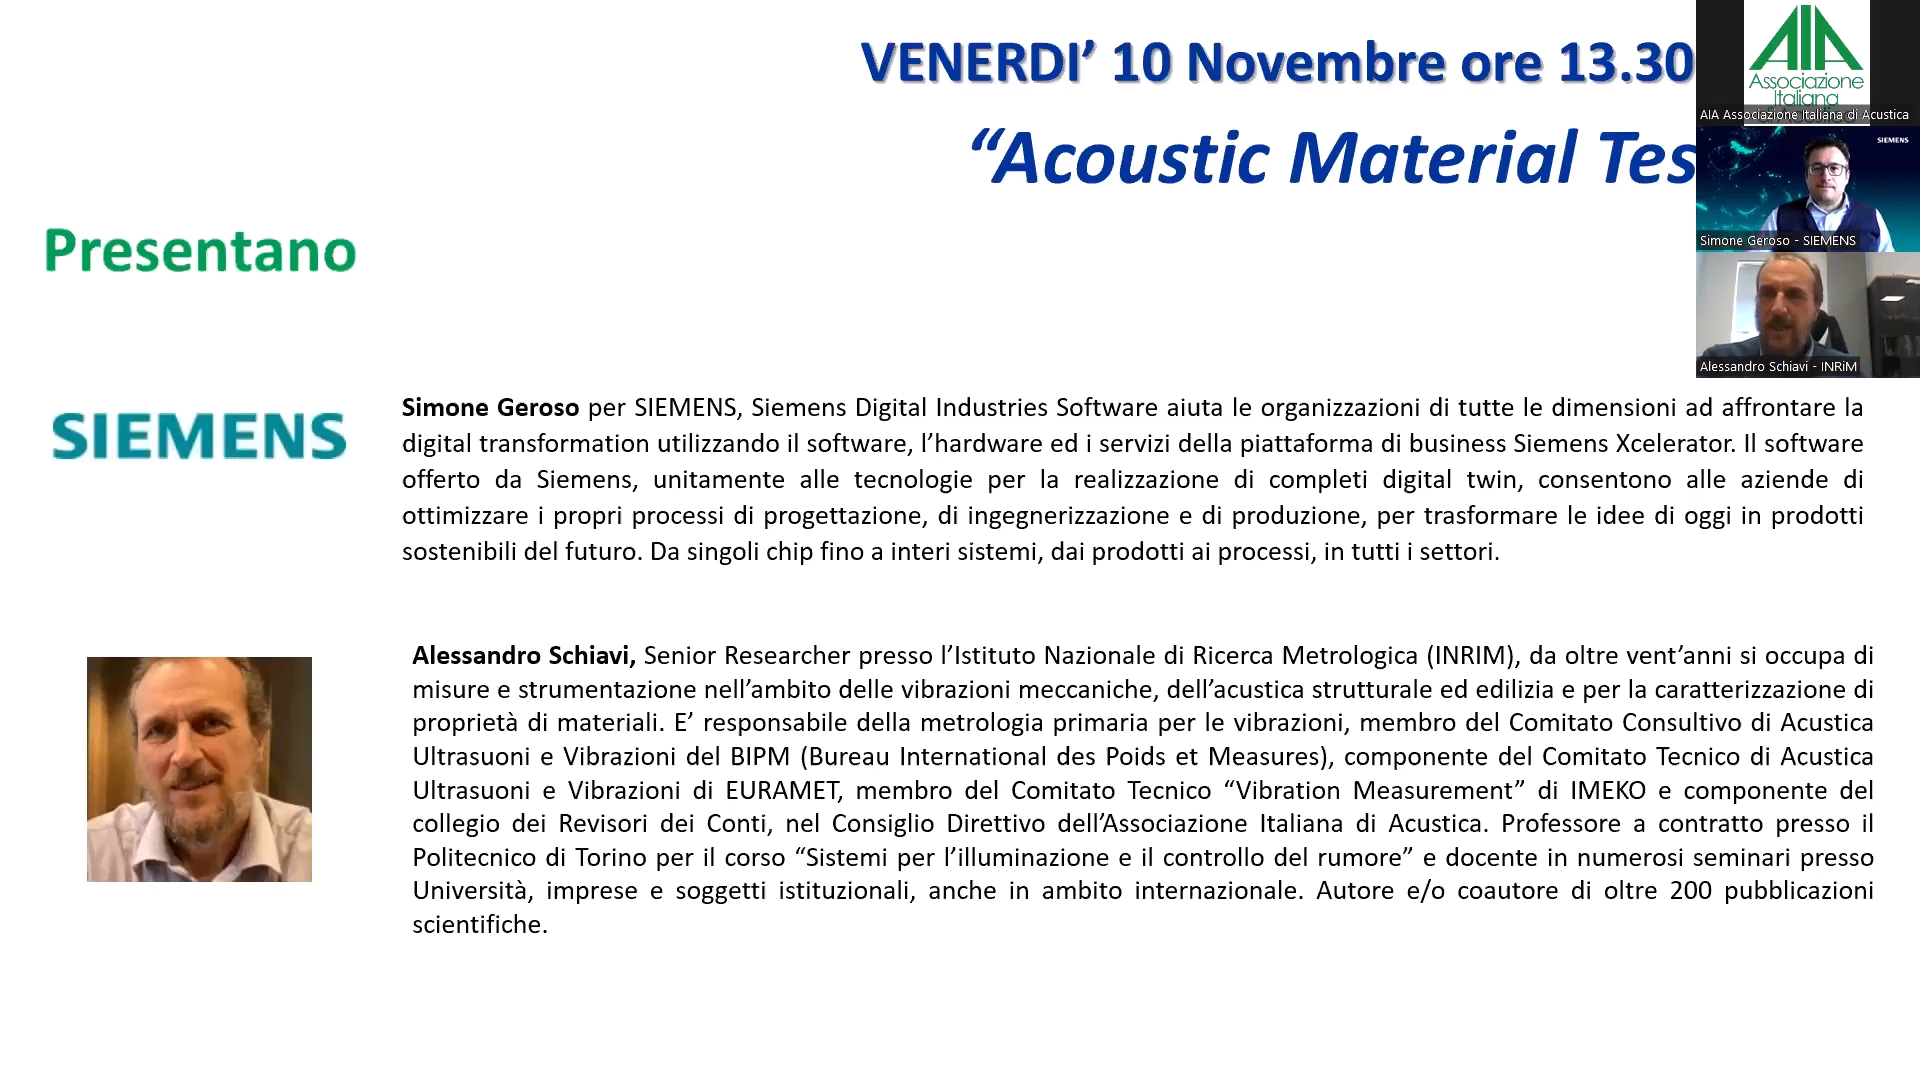 VENERDI’ 10 Novembre ore 13.30
“Acoustic Material Tes
AIA
Associazione
Italiana
AIA Associazione Italiana di Acustica
SIEMENS
Simone Geroso - SIEMENS
Alessandro Schiavi - INRiM
Presentano
SIEMENS
Simone Geroso per SIEMENS, Siemens Digital Industries Software aiuta le organizzazioni di tutte le dimensioni ad affrontare la
digital transformation utilizzando il software, l’hardware ed i servizi della piattaforma di business Siemens Xcelerator. Il software
offerto da Siemens, unitamente alle tecnologie per la realizzazione di completi digital twin, consentono alle aziende di
ottimizzare i propri processi di progettazione, di ingegnerizzazione e di produzione, per trasformare le idee di oggi in prodotti
sostenibili del futuro. Da singoli chip fino a interi sistemi, dai prodotti ai processi, in tutti i settori.
Alessandro Schiavi, Senior Researcher presso l’Istituto Nazionale di Ricerca Metrologica (INRIM), da oltre vent’anni si occupa di
misure e strumentazione nell’ambito delle vibrazioni meccaniche, dell’acustica strutturale ed edilizia e per la caratterizzazione di
proprietà di materiali. E’ responsabile della metrologia primaria per le vibrazioni, membro del Comitato Consultivo di Acustica
Ultrasuoni e Vibrazioni del BIPM (Bureau International des Poids et Measures), componente del Comitato Tecnico di Acustica
Ultrasuoni e Vibrazioni di EURAMET, membro del Comitato Tecnico “Vibration Measurement” di IMEKO e componente del
collegio dei Revisori dei Conti, nel Consiglio Direttivo dell’Associazione Italiana di Acustica. Professore a contratto presso il
Politecnico di Torino per il corso “Sistemi per l’illuminazione e il controllo del rumore” e docente in numerosi seminari presso
Università, imprese e soggetti istituzionali, anche in ambito internazionale. Autore e/o coautore di oltre 200 pubblicazioni
scientifiche.